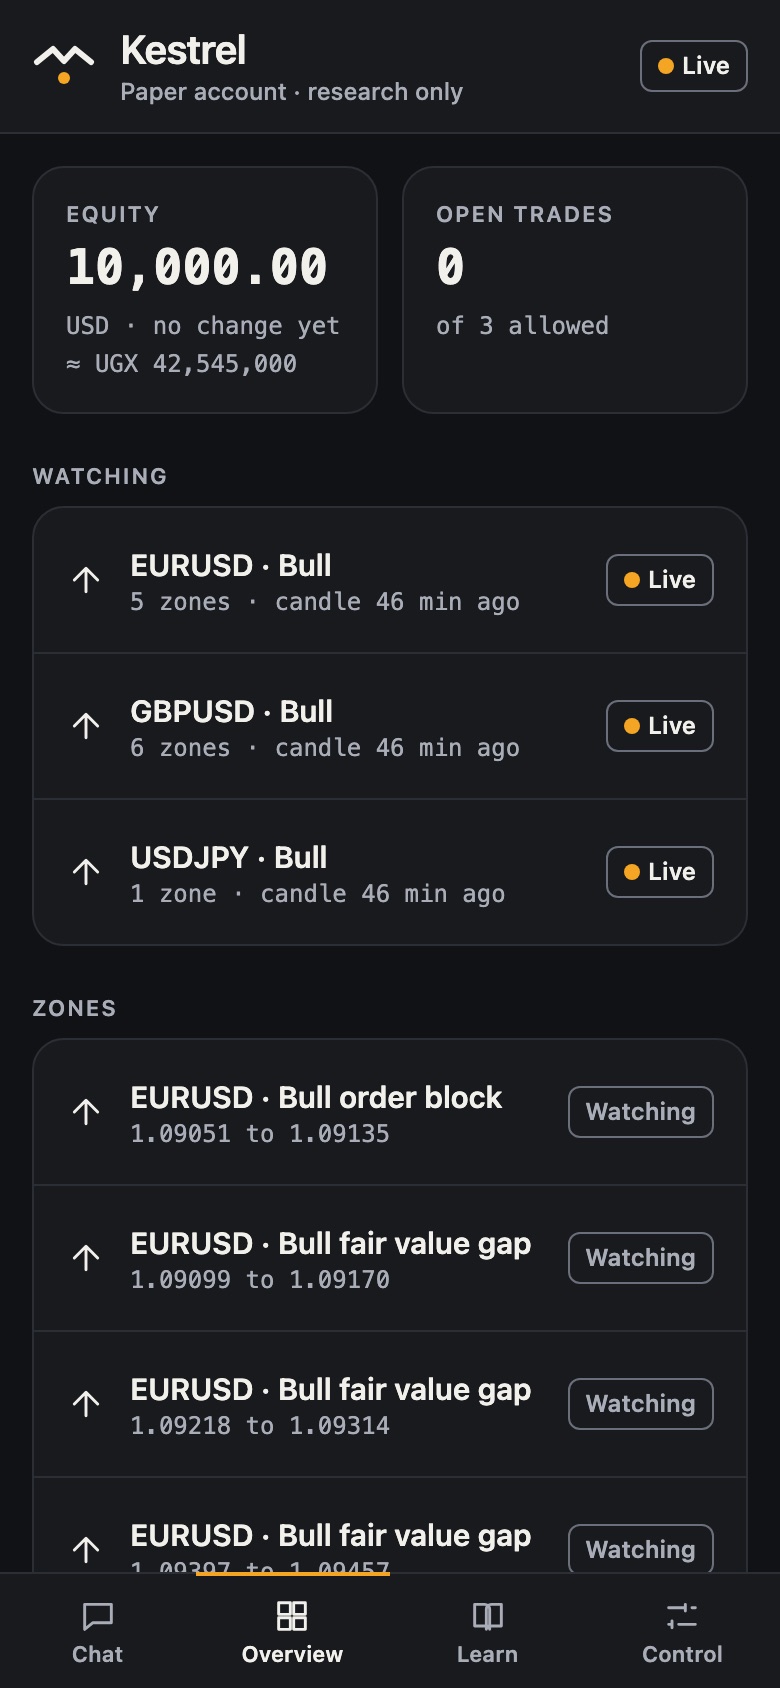 Kestrel
Paper account · research only
Live
EQUITY
10,000.00
USD · no change yet
≈ UGX 42,545,000
OPEN TRADES
0
of 3 allowed
WATCHING
EURUSD · Bull
5 zones · candle 46 min ago
Live
GBPUSD · Bull
6 zones · candle 46 min ago
Live
USDJPY · Bull
1 zone · candle 46 min ago
Live
ZONES
EURUSD · Bull order block
1.09051 to 1.09135
Watching
EURUSD · Bull fair value gap
1.09099 to 1.09170
Watching
EURUSD · Bull fair value gap
1.09218 to 1.09314
Watching
EURUSD · Bull fair value gap
1.09397 to 1.09457
Watching
Chat
Overview
Learn
Control